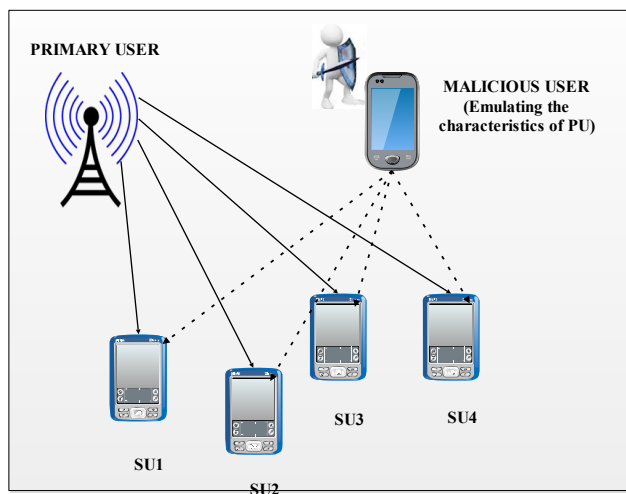 PRIMARY USER
MALICIOUS USER
(Emulating the
characteristics of PU)
SU3
SU4
SU1
SU2